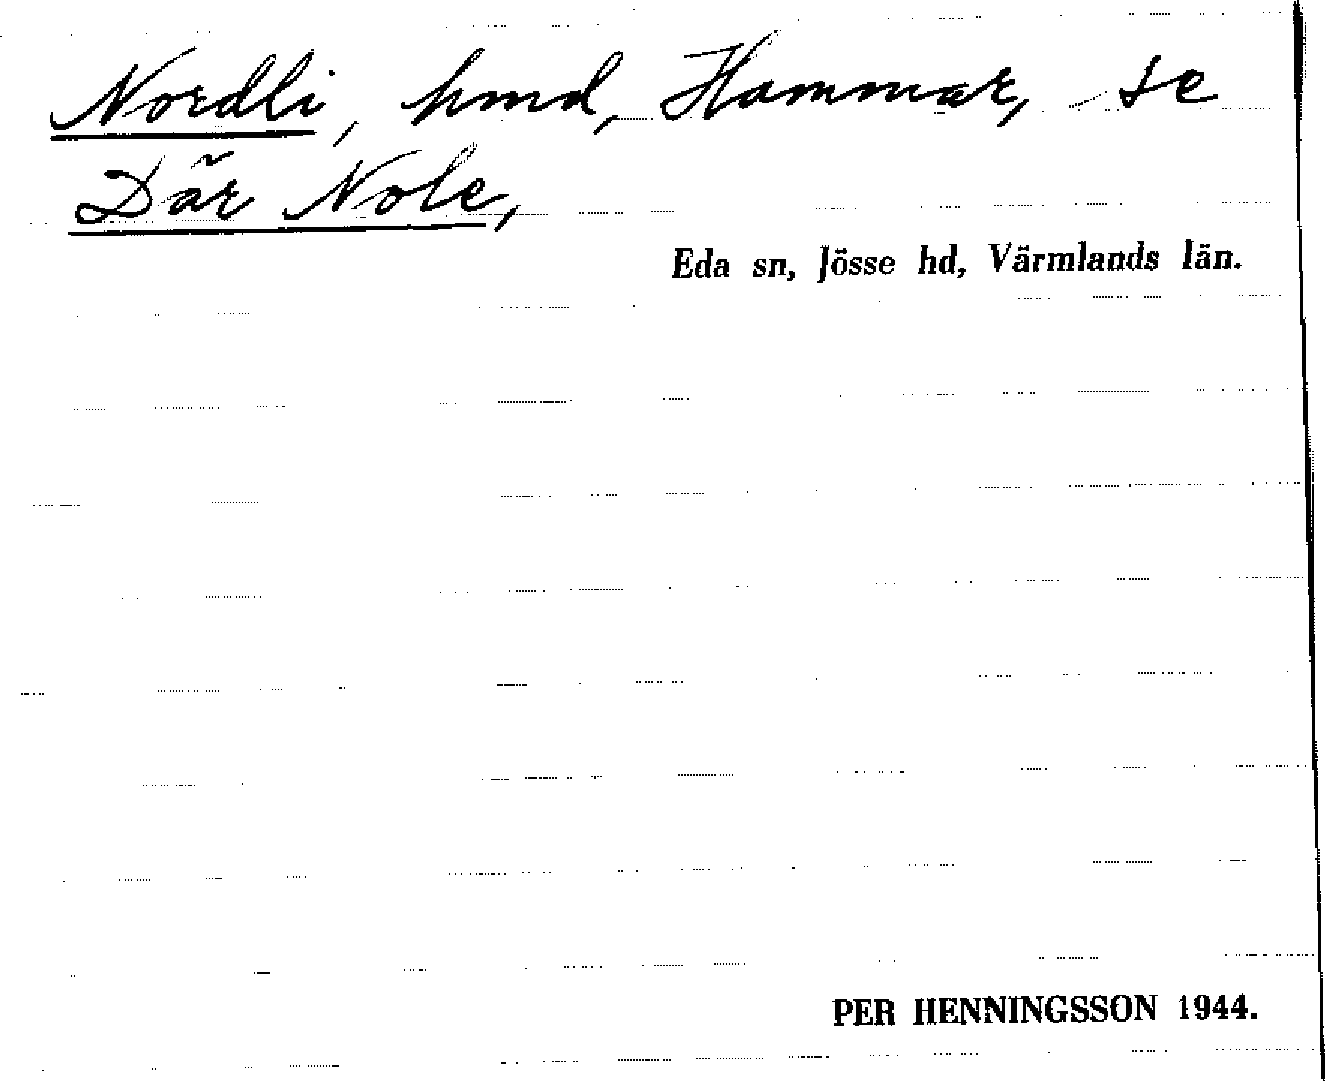 Nordli, hmd, Hammar, se
Där Nole,
Eda sn, Jösse hd, Värmlands län.
PER HENNINGSSON 1944.